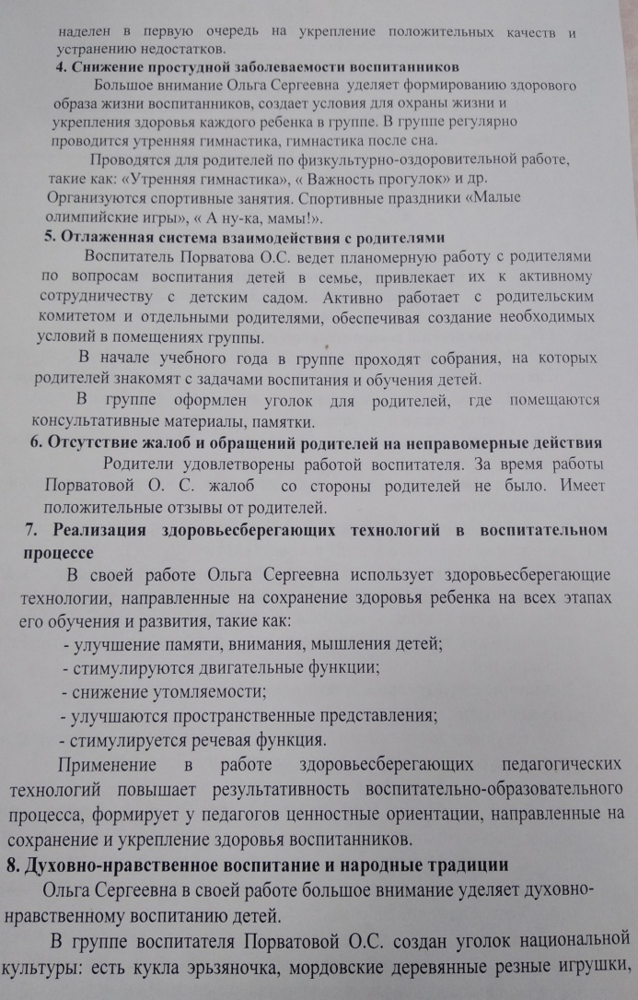 наделен в первую очередь на укрепление положительных качеств и
устранению недостатков.
4. Снижение простудной заболеваемости воспитанников
Большое внимание Ольга Сергеевна уделяет формированию здорового
образа жизни воспитанников, создает условия для охраны жизни и
укрепления здоровья каждого ребенка в группе. В группе регулярно
проводится утренняя гимнастика, гимнастика после сна.
Проводятся для родителей по физкультурно-оздоровительной работе,
такие как: «Утренняя гимнастика», « Важность прогулок» и др.
Организуются спортивные занятия. Спортивные праздники «Малые
олимпийские игры», « А ну-ка, мамы!».
5. Отлаженная система взаимодействия с родителями
Воспитатель Порватова О.С. ведет планомерную работу с родителями
по вопросам воспитания детей в семье, привлекает их к активному
сотрудничеству с детским садом. Активно работает с родительским
комитетом и отдельными родителями, обеспечивая создание необходимых
условий в помещениях группы.
В начале учебного года в группе проходят собрания, на которых
родителей знакомят с задачами воспитания и обучения детей.
В группе оформлен уголок для родителей, где помещаются
консультативные материалы, памятки.
6. Отсутствие жалоб и обращений родителей на неправомерные действия
Родители удовлетворены работой воспитателя. За время работы
Порватовой О. С. жалоб со стороны родителей не было. Имеет
положительные отзывы от родителей.
7. Реализация здоровьесберегающих технологий в воспитательном
процессе
В своей работе Ольга Сергеевна использует здоровьесберегающие
технологии, направленные на сохранение здоровья ребенка на всех этапах
его обучения и развития, такие как:
- улучшение памяти, внимания, мышления детей;
- стимулируются двигательные функции;
- снижение утомляемости;
- улучшаются пространственные представления;
- стимулируется речевая функция.
Применение в работе здоровьесберегающих педагогических
технологий повышает результативность воспитательно-образовательного
процесса, формирует у педагогов ценностные ориентации, направленные на
сохранение и укрепление здоровья воспитанников.
8. Духовно-нравственное воспитание и народные традиции
Ольга Сергеевна в своей работе большое внимание уделяет духовно-
нравственному воспитанию детей.
В группе воспитателя Порватовой О.С. создан уголок национальной
культуры: есть кукла эрьзяночка, мордовские деревянные резные игрушки,